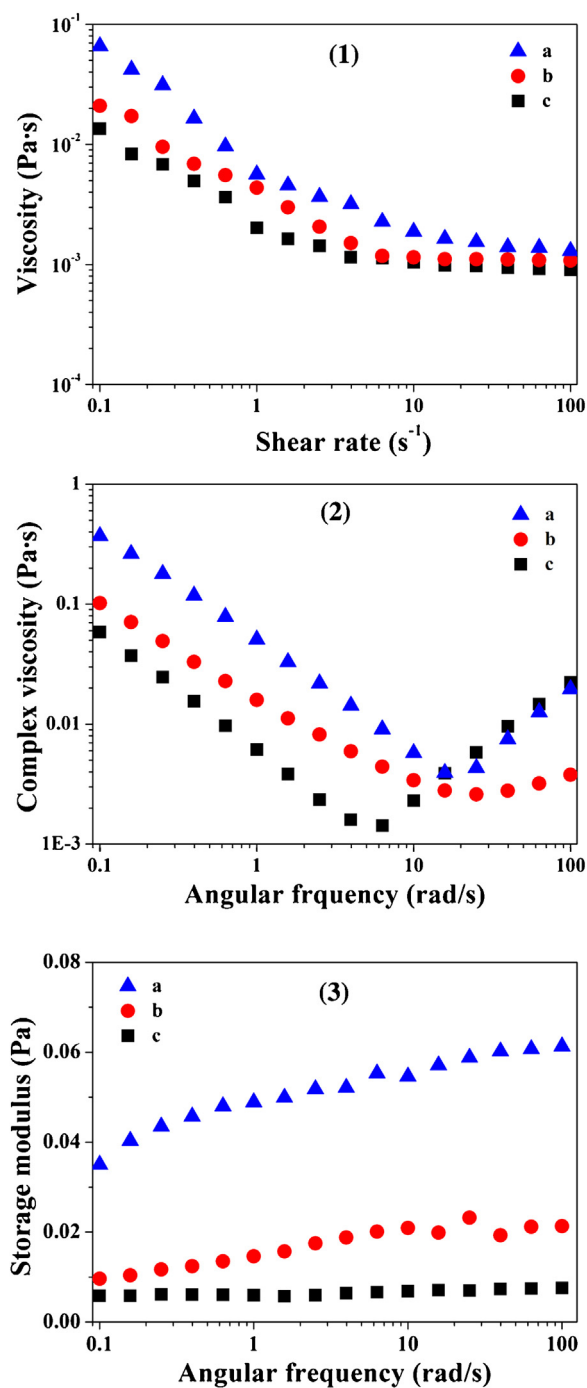 (1)
a
b
c
10⁻¹
10⁻²
10⁻³
10⁻⁴
Viscosity (Pa·s)
0.1 1 10 100
Shear rate (s⁻¹)
(2)
a
b
c
1
0.1
0.01
1E-3
Complex viscosity (Pa·s)
0.1 1 10 100
Angular frquency (rad/s)
(3)
a
b
c
0.08
0.06
0.04
0.02
0.00
Storage modulus (Pa)
0.1 1 10 100
Angular frequency (rad/s)